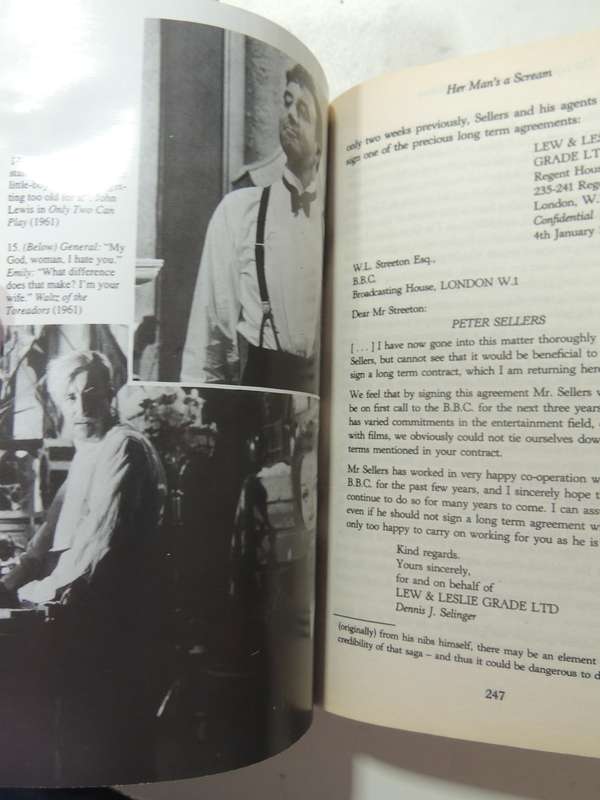 little-
ting too old for it". John
Lewis in Only Two Can
Play (1961)
15. (Below) General: "My
God, woman, I hate you."
Emily: "What difference
does that make? I'm your
wife." Waltz of the
Toreadors (1961)
Her Man's a Scream
only two weeks previously, Sellers and his agents
sign one of the precious long term agreements:
LEW & LES
GRADE LT
Regent Hou
235-241 Reg
London, W.
Confidential
4th January
W.L. Streeton Esq.,
B.B.C.
Broadcasting House, LONDON W.1
Dear Mr Streeton:
PETER SELLERS
[ . . . ] I have now gone into this matter thoroughly
Sellers, but cannot see that it would be beneficial to
sign a long term contract, which I am returning here
We feel that by signing this agreement Mr. Sellers w
be on first call to the B.B.C. for the next three years
has varied commitments in the entertainment field,
with films, we obviously could not tie ourselves dow
terms mentioned in your contract.
Mr Sellers has worked in very happy co-operation w
B.B.C. for the past few years, and I sincerely hope t
continue to do so for many years to come. I can ass
even if he should not sign a long term agreement w
only too happy to carry on working for you as he is
Kind regards.
Yours sincerely,
for and on behalf of
LEW & LESLIE GRADE LTD
Dennis J. Selinger
(originally) from his nibs himself, there may be an element
credibility of that saga – and thus it could be dangerous to d
247